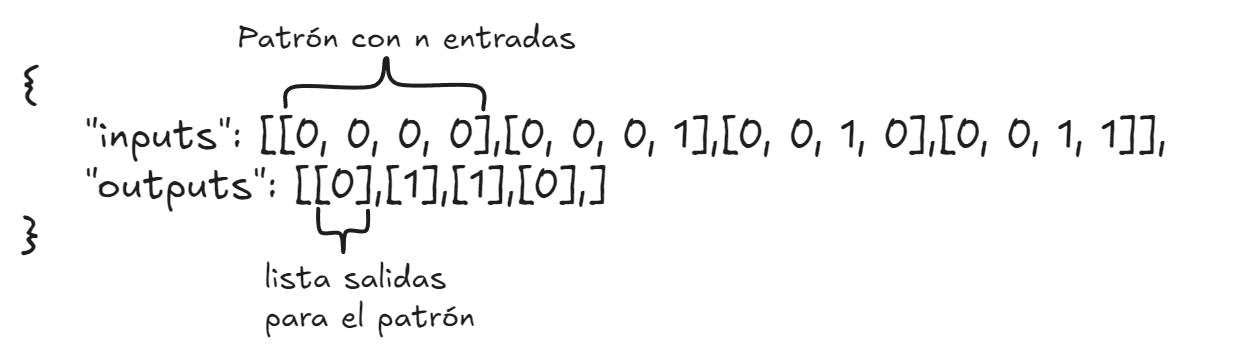 Patrón con n entradas
{
"inputs": [[0, 0, 0, 0],[0, 0, 0, 1],[0, 0, 1, 0],[0, 0, 1, 1]],
"outputs": [[0],[1],[1],[0],]
}
lista salidas
para el patrón